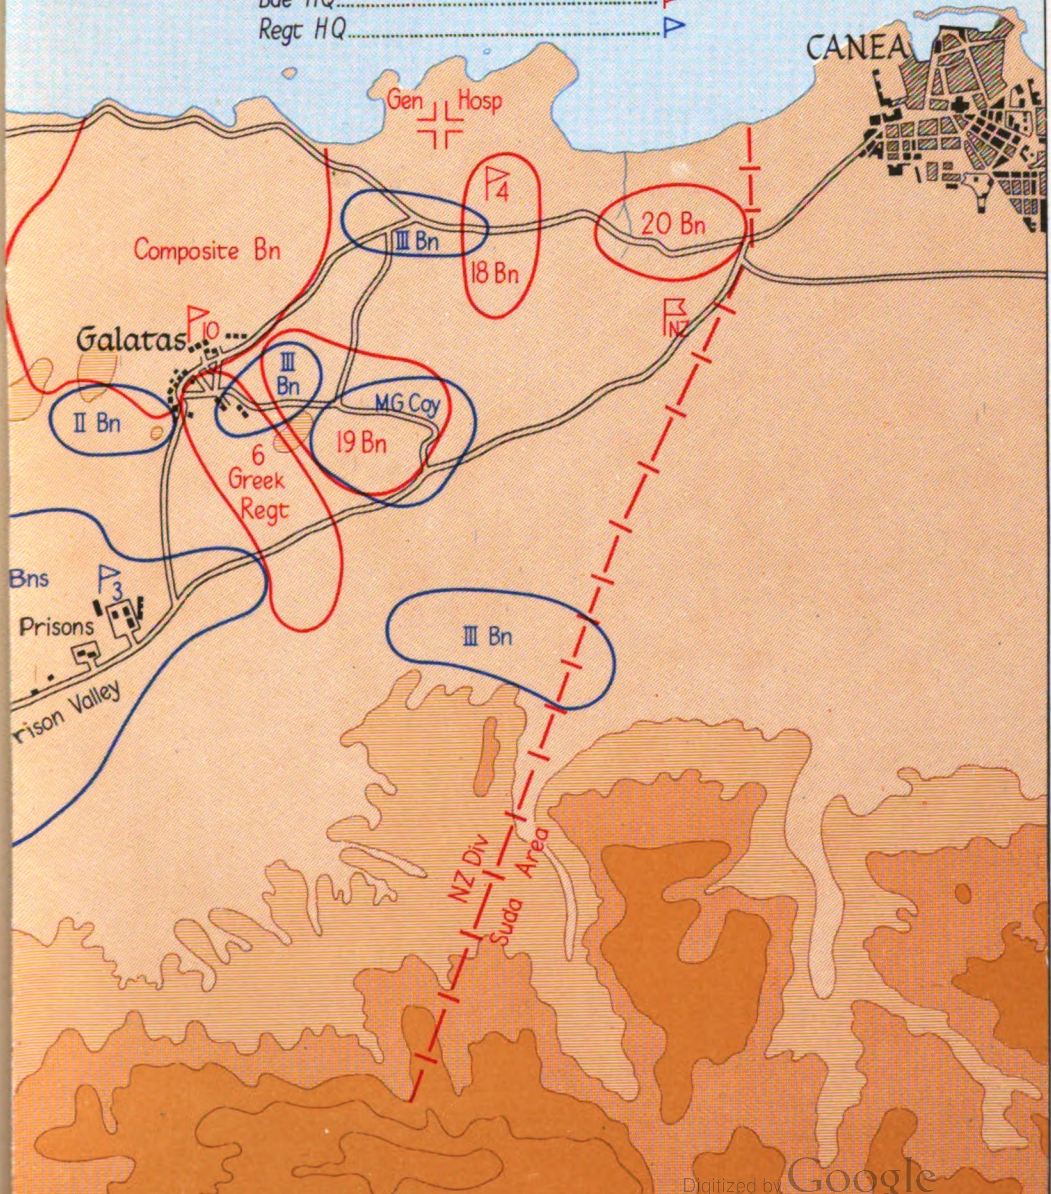 Bde HQ
Regt HQ
CANEA
Gen Hosp
4
20 Bn
III Bn
Composite Bn
18 Bn
10
NZ
Galatas
III
Bn
MG Coy
II Bn
19 Bn
6
Greek
Regt
Bns
3
Prisons
III Bn
rison Valley
NZ Div
Suda Area
Digitized by Google